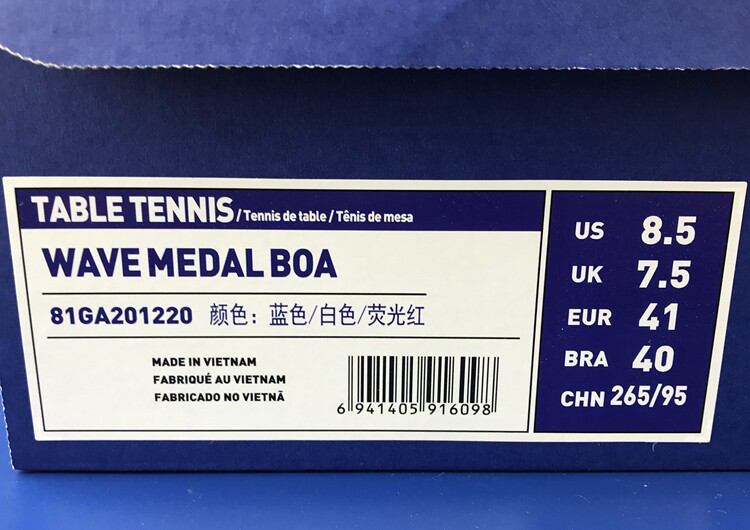 TABLE TENNIS/Tennis de table/Tênis de mesa
WAVE MEDAL BOA
81GA201220 颜色：蓝色/白色/荧光红
MADE IN VIETNAM
FABRIQUÉ AU VIETNAM
FABRICADO NO VIETNÃ
6 941405 916098
US 8.5
UK 7.5
EUR 41
BRA 40
CHN 265/95